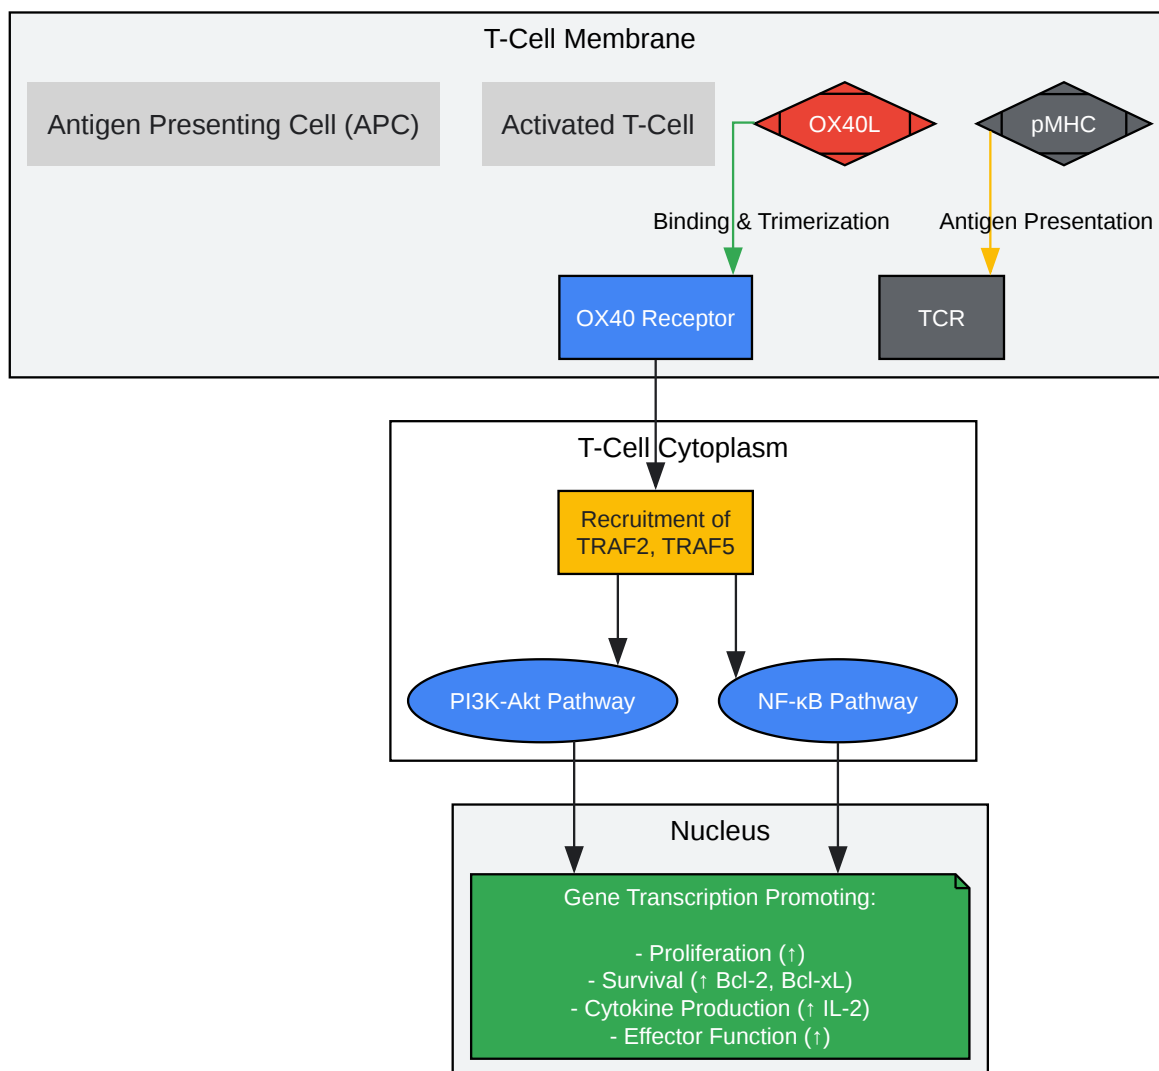 T-Cell Membrane
Antigen Presenting Cell (APC)
Activated T-Cell
OX40L
pMHC
Binding & Trimerization
Antigen Presentation
OX40 Receptor
TCR
T-Cell Cytoplasm
Recruitment of
TRAF2, TRAF5
PI3K-Akt Pathway
NF-κB Pathway
Nucleus
Gene Transcription Promoting:
- Proliferation (↑)
- Survival (↑ Bcl-2, Bcl-xL)
- Cytokine Production (↑ IL-2)
- Effector Function (↑)